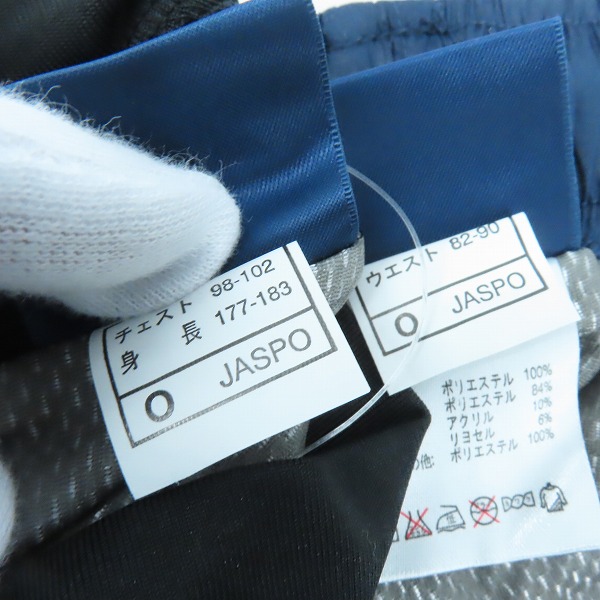 チェスト 98-102
身長 177-183
O JASPO
ウエスト 82-90
O JASPO
ポリエステル 100%
ポリエステル 84%
アクリル 10%
リヨセル 6%
の他: ポリエステル 100%